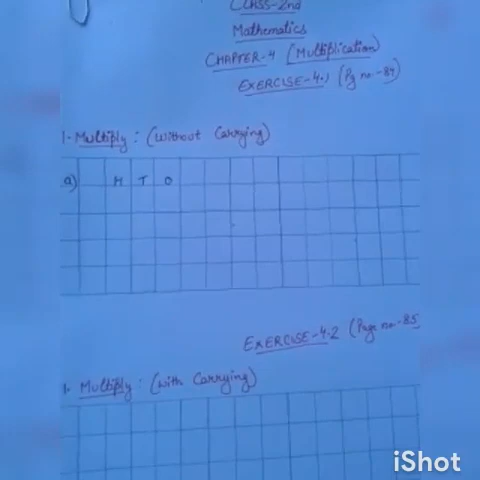 CLASS-2nd
Mathematics
CHAPTER-4 (Multiplication)
EXERCISE-4.1 (Pg no-84)
1- Multiply: (Without Carrying)
a) H T O
EXERCISE-4.2 (Page no-85
1- Multiply: (with Carrying)
iShot